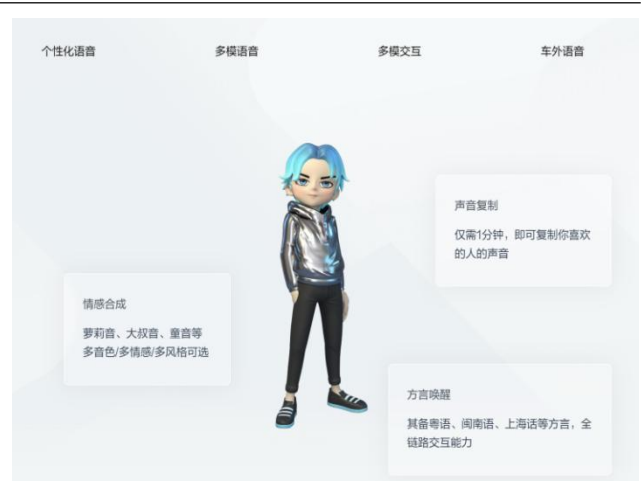 个性化语音
多模语音
多模交互
车外语音
声音复制
仅需1分钟，即可复制你喜欢
的人的声音
情感合成
萝莉音、大叔音、童音等
多音色/多情感/多风格可选
方言唤醒
其备粤语、闽南语、上海话等方言，全
链路交互能力